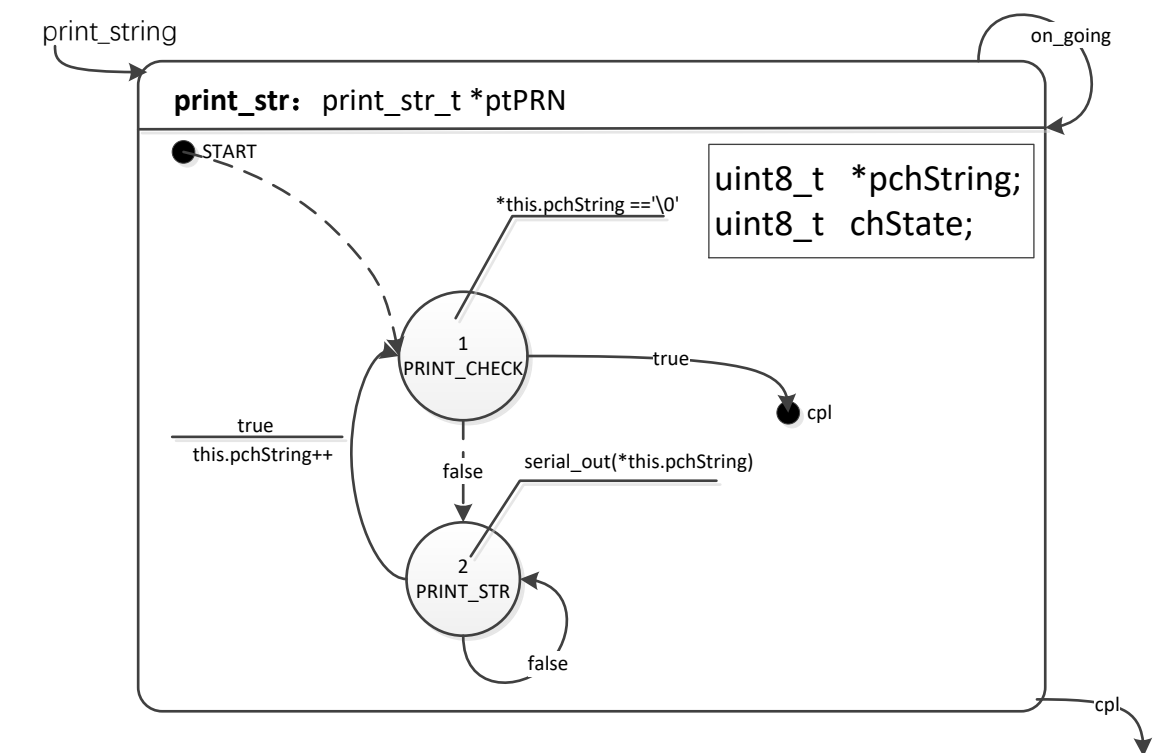 print_string
on_going
print_str：print_str_t *ptPRN
START
uint8_t *pchString;
uint8_t chState;
*this.pchString =='\0'
1
PRINT_CHECK
true
cpl
true
this.pchString++
false
serial_out(*this.pchString)
2
PRINT_STR
false
cpl